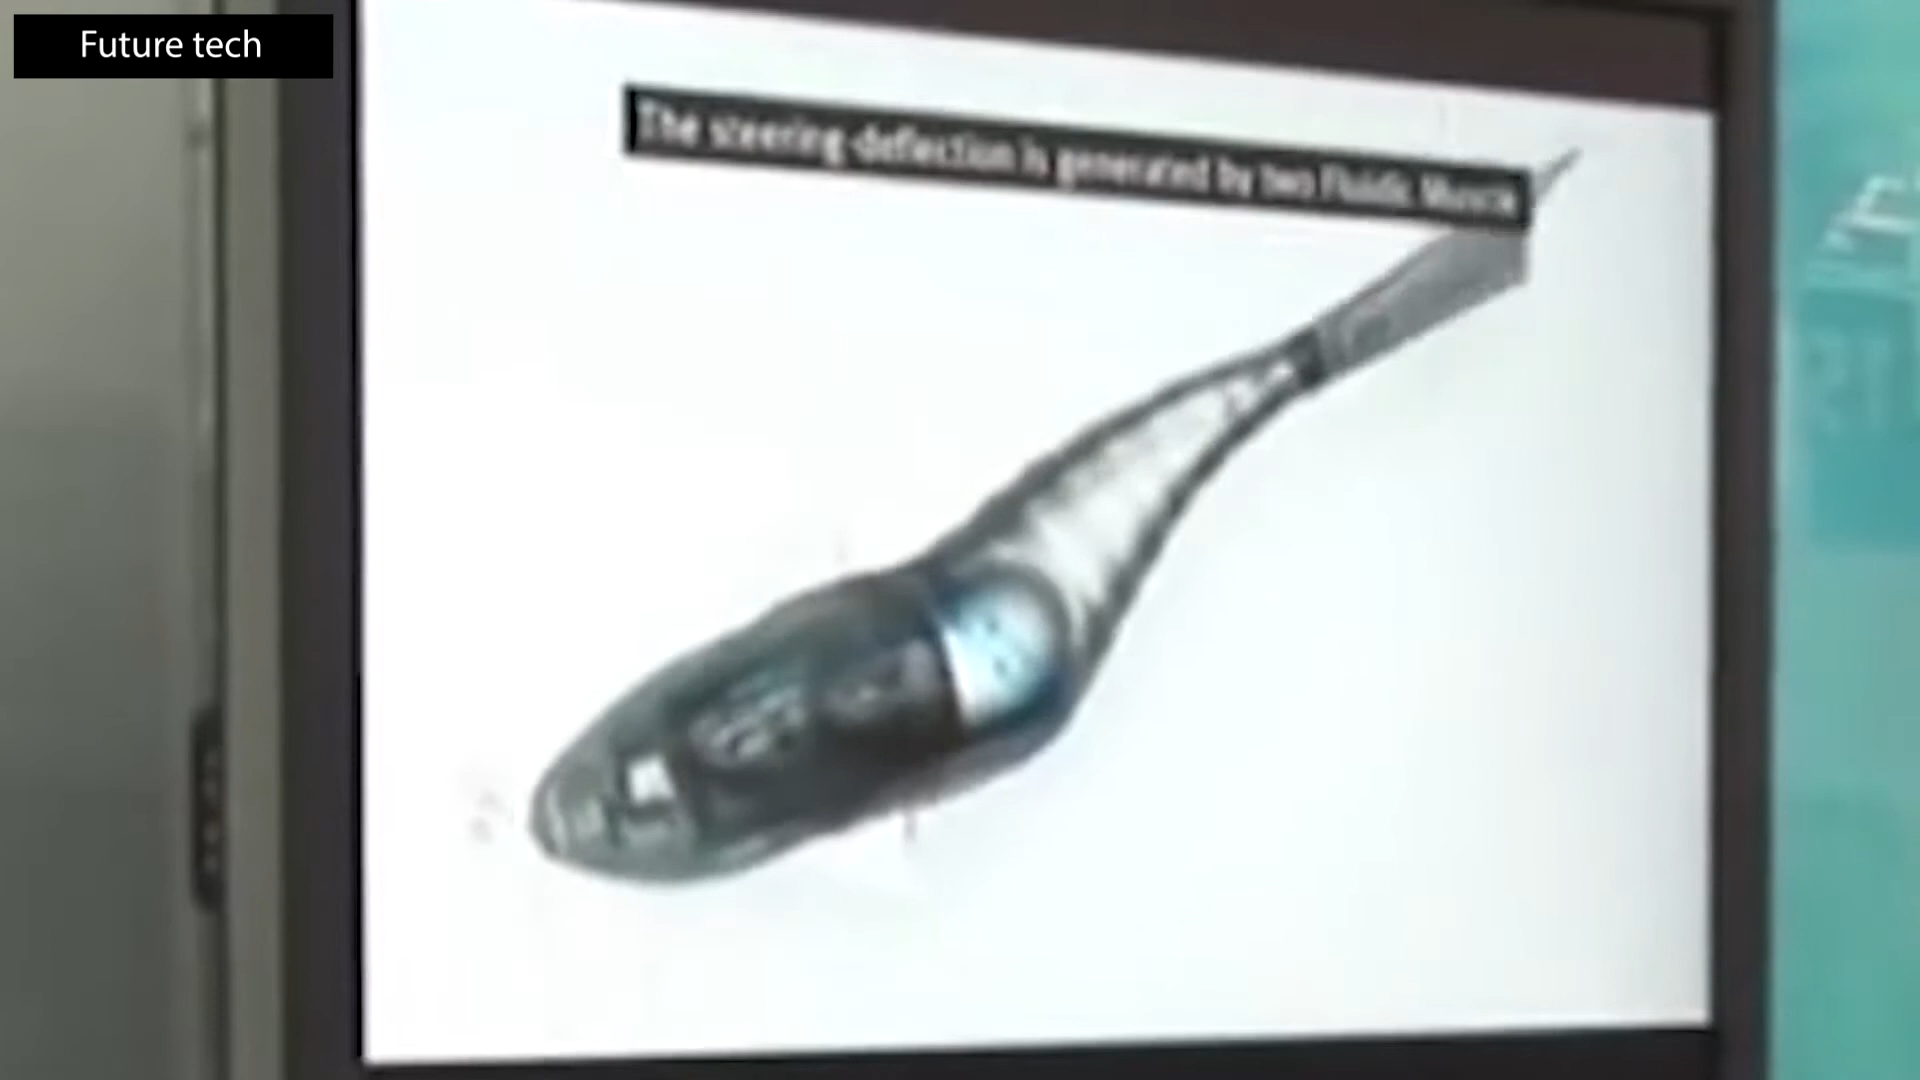 Future tech
The steering-deflection is generated by two Fluidic Muscle